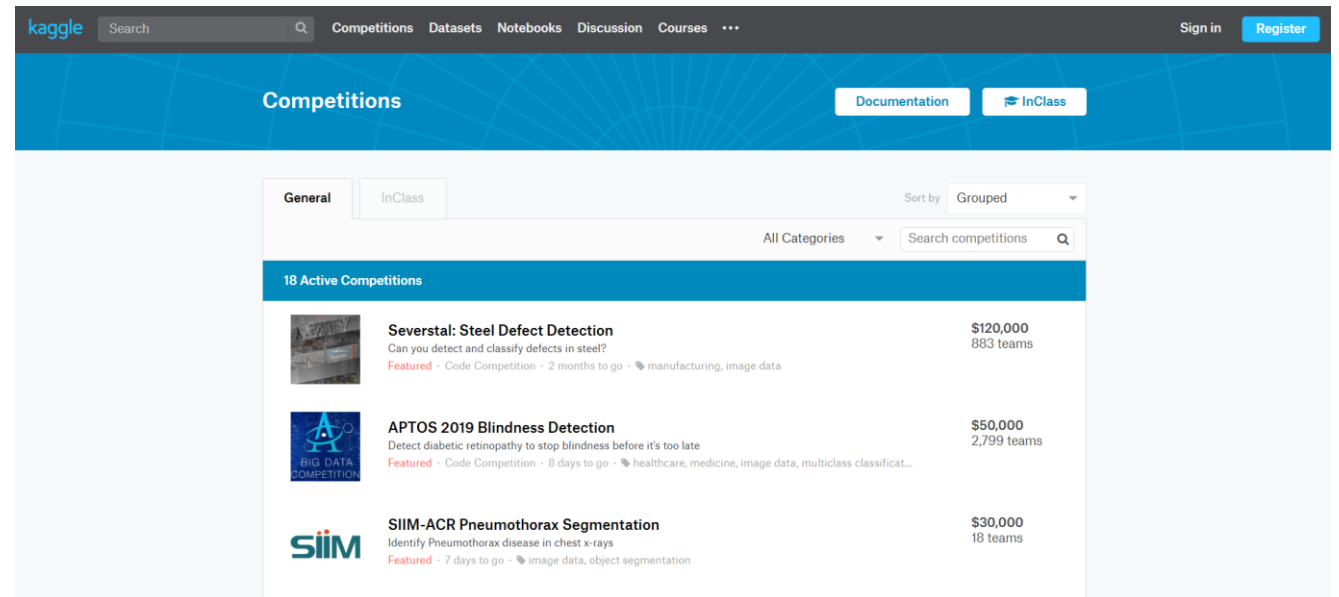 kaggle Search Competitions Datasets Notebooks Discussion Courses ••• Sign in Register
Competitions Documentation InClass
General InClass Sort by Grouped
All Categories Search competitions
18 Active Competitions
Severstal: Steel Defect Detection $120,000
Can you detect and classify defects in steel? 883 teams
Featured · Code Competition · 2 months to go · manufacturing, image data
APTOS 2019 Blindness Detection $50,000
Detect diabetic retinopathy to stop blindness before it's too late 2,799 teams
BIG DATA Featured · Code Competition · 8 days to go · healthcare, medicine, image data, multiclass classificat...
COMPETITION
SIIM-ACR Pneumothorax Segmentation $30,000
SIIM Identify Pneumothorax disease in chest x-rays 18 teams
Featured · 7 days to go · image data, object segmentation